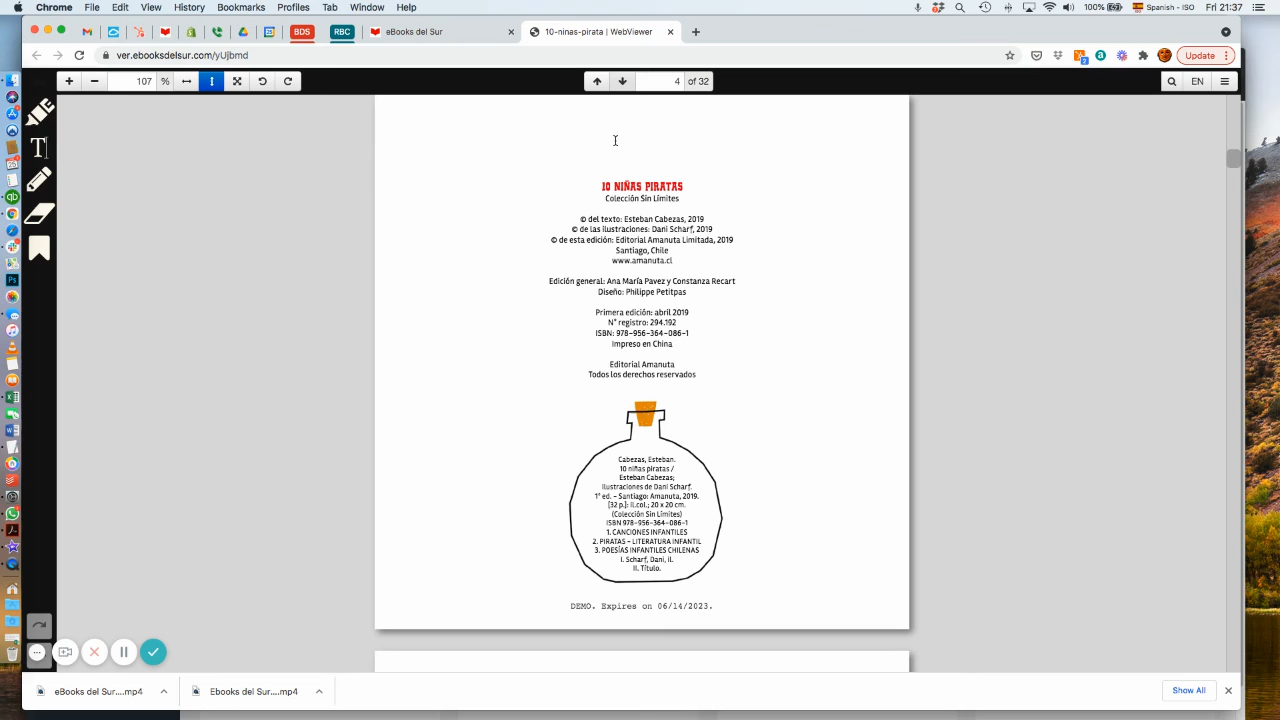 Chrome File Edit View History Bookmarks Profiles Tab Window Help 100% Spanish - ISO Fri 21:37
BDS RBC eBooks del Sur 10-ninas-pirata | WebViewer
ver.ebooksdelsur.com/yUjbmd Update
107 % 4 of 32 EN
T
10 NIÑAS PIRATAS
Colección Sin Límites
© del texto: Esteban Cabezas, 2019
© de las ilustraciones: Dani Scharf, 2019
© de esta edición: Editorial Amanuta Limitada, 2019
Santiago, Chile
www.amanuta.cl
Edición general: Ana María Pavez y Constanza Recart
Diseño: Philippe Petitpas
Primera edición: abril 2019
N° registro: 294.192
ISBN: 978-956-364-086-1
Impreso en China
Editorial Amanuta
Todos los derechos reservados
Cabezas, Esteban.
10 niñas piratas /
Esteban Cabezas;
ilustraciones de Dani Scharf.
1° ed. – Santiago: Amanuta, 2019.
[32 p.]: il.col.; 20 x 20 cm.
(Colección Sin Límites)
ISBN 978-956-364-086-1
1. CANCIONES INFANTILES
2. PIRATAS – LITERATURA INFANTIL
3. POESÍAS INFANTILES CHILENAS
I. Scharf, Dani, il.
II. Título.
DEMO. Expires on 06/14/2023.
eBooks del Sur....mp4 Ebooks del Sur....mp4 Show All